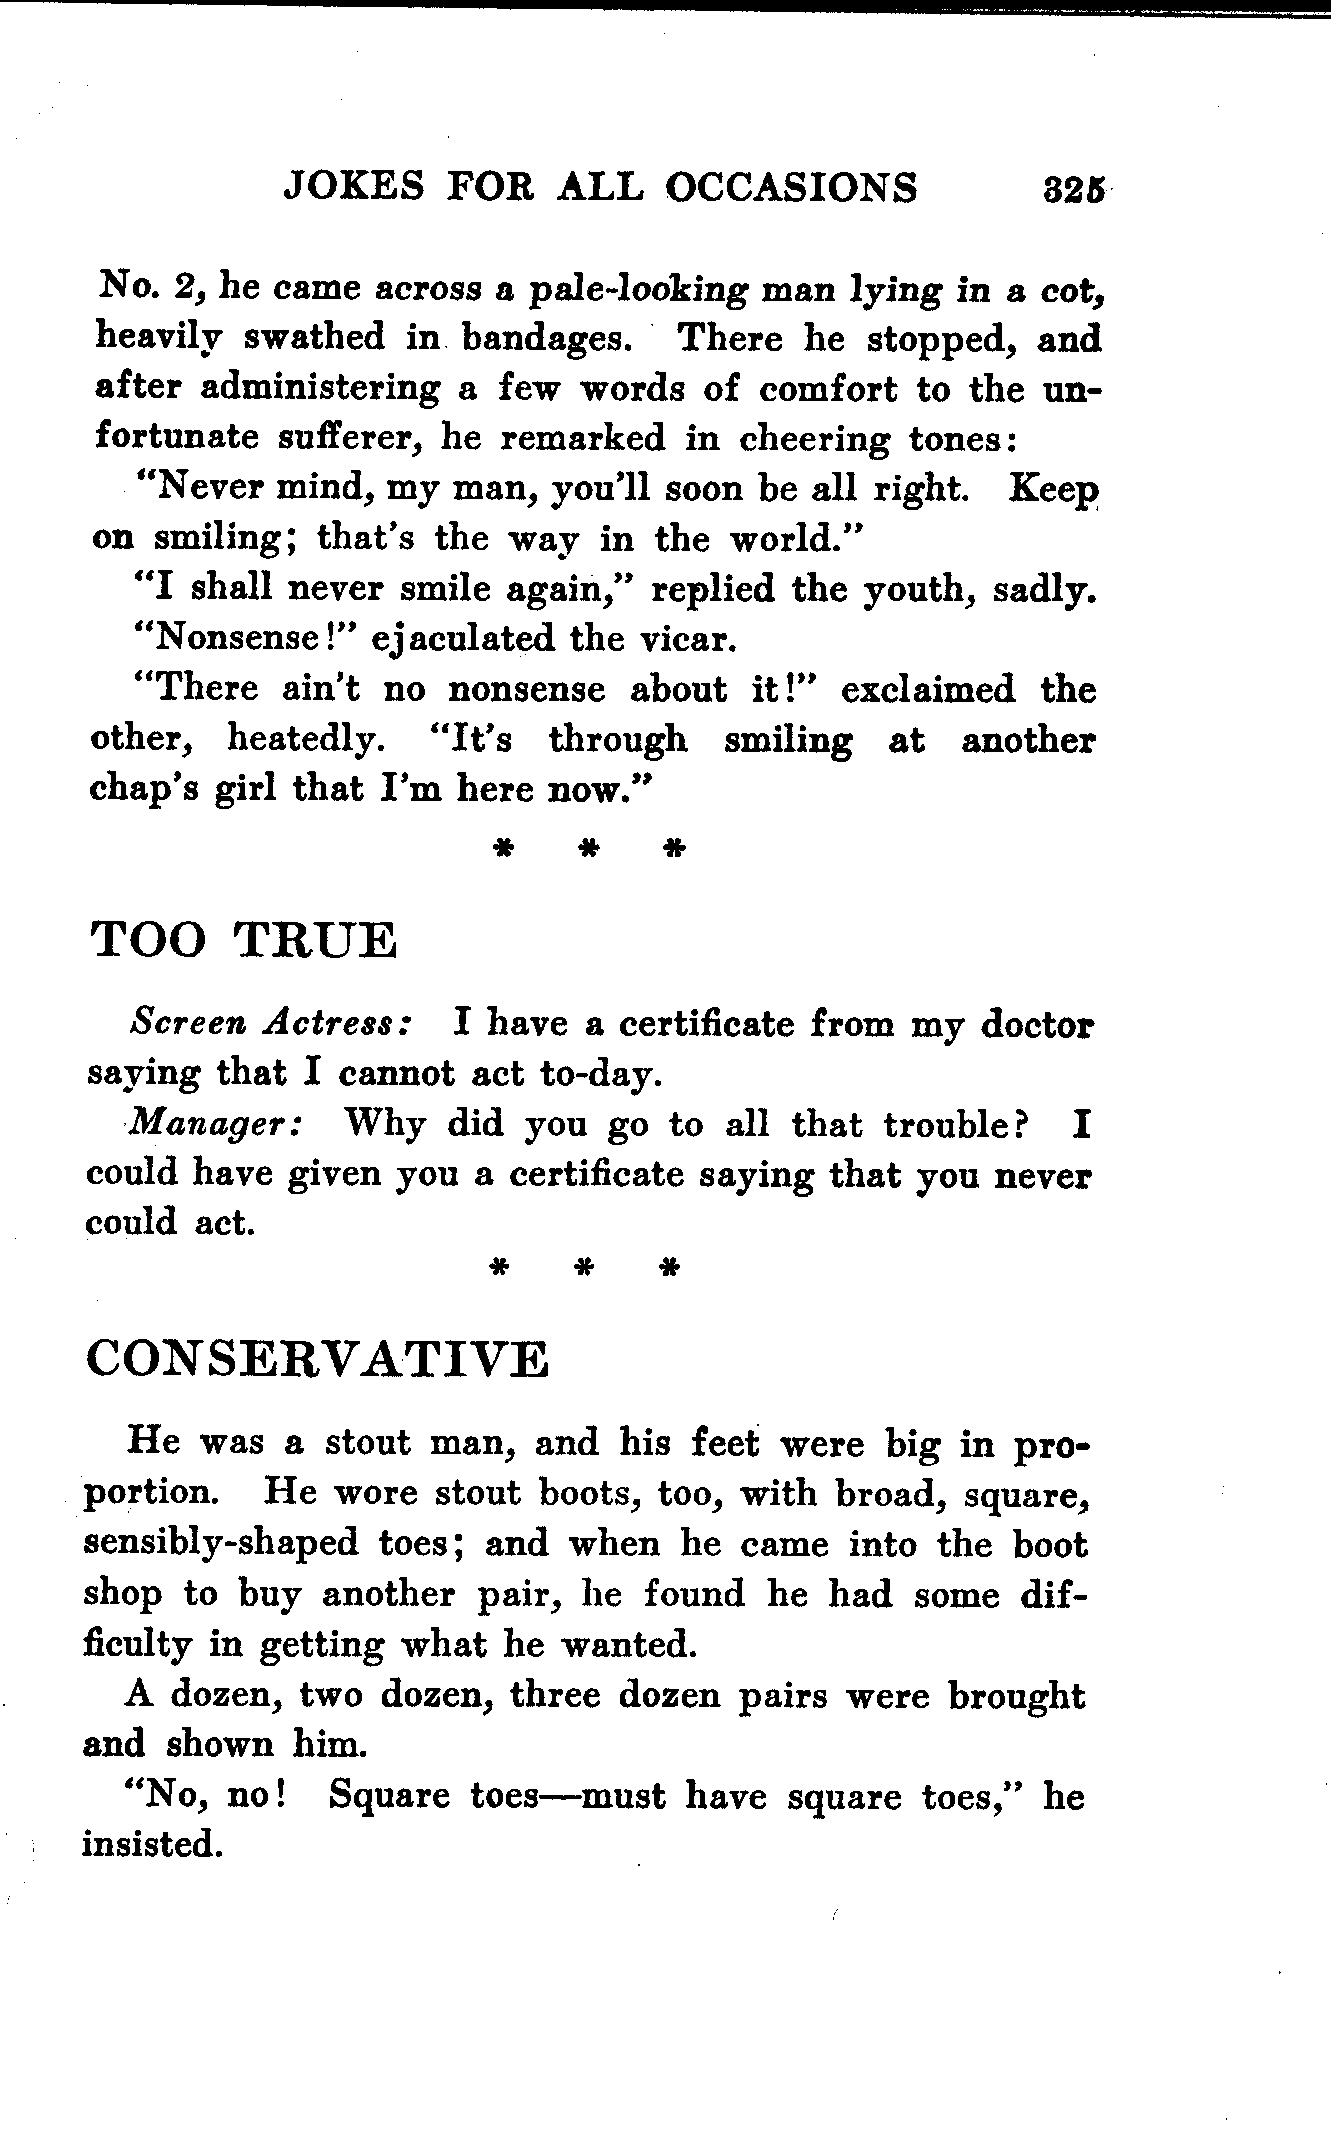 JOKES FOR ALL OCCASIONS 325
No. 2, he came across a pale-looking man lying in a cot,
heavily swathed in bandages. There he stopped, and
after administering a few words of comfort to the un-
fortunate sufferer, he remarked in cheering tones:
"Never mind, my man, you'll soon be all right. Keep
on smiling; that's the way in the world."
"I shall never smile again," replied the youth, sadly.
"Nonsense!" ejaculated the vicar.
"There ain't no nonsense about it!" exclaimed the
other, heatedly. "It's through smiling at another
chap's girl that I'm here now."
* * *
TOO TRUE
Screen Actress: I have a certificate from my doctor
saying that I cannot act to-day.
Manager: Why did you go to all that trouble? I
could have given you a certificate saying that you never
could act.
* * *
CONSERVATIVE
He was a stout man, and his feet were big in pro-
portion. He wore stout boots, too, with broad, square,
sensibly-shaped toes; and when he came into the boot
shop to buy another pair, he found he had some dif-
ficulty in getting what he wanted.
A dozen, two dozen, three dozen pairs were brought
and shown him.
"No, no! Square toes—must have square toes," he
insisted.